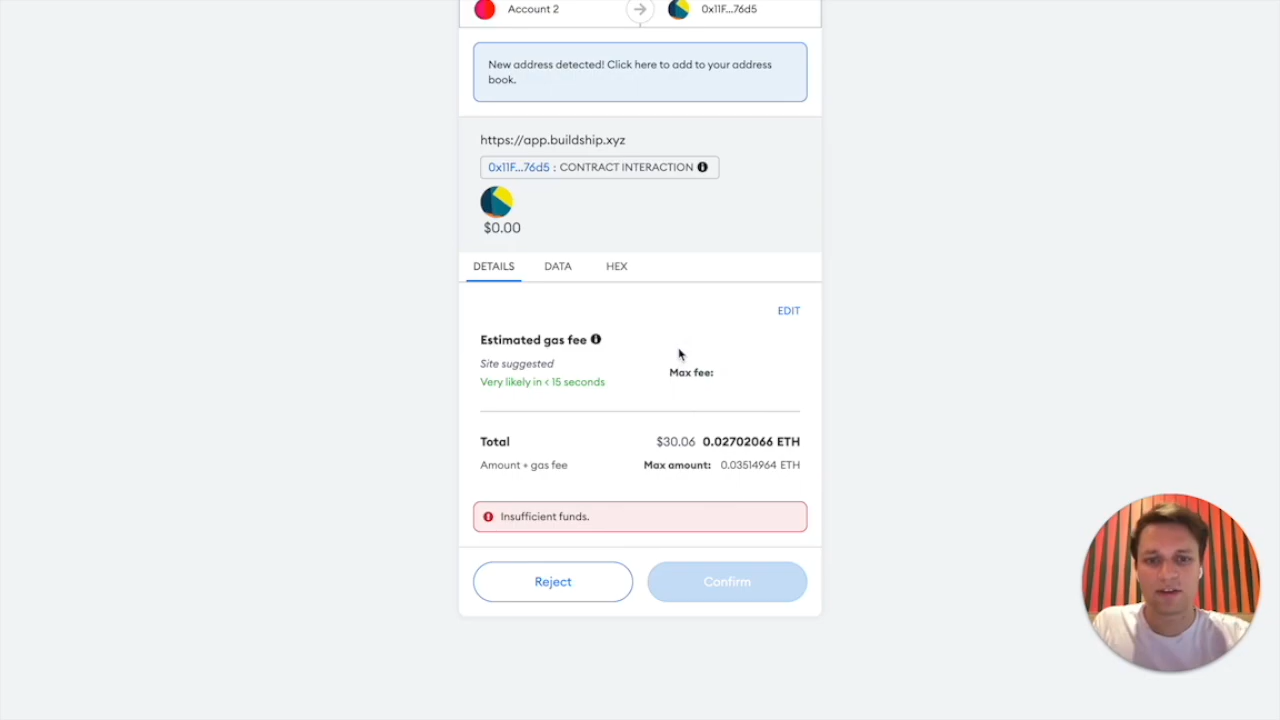 Account 2
0x11F...76d5
New address detected! Click here to add to your address
book.
https://app.buildship.xyz
0x11F...76d5 : CONTRACT INTERACTION
$0.00
DETAILS DATA HEX
EDIT
Estimated gas fee
Site suggested
Very likely in < 15 seconds
Max fee:
Total $30.06 0.02702066 ETH
Amount + gas fee Max amount: 0.03514964 ETH
Insufficient funds.
Reject Confirm